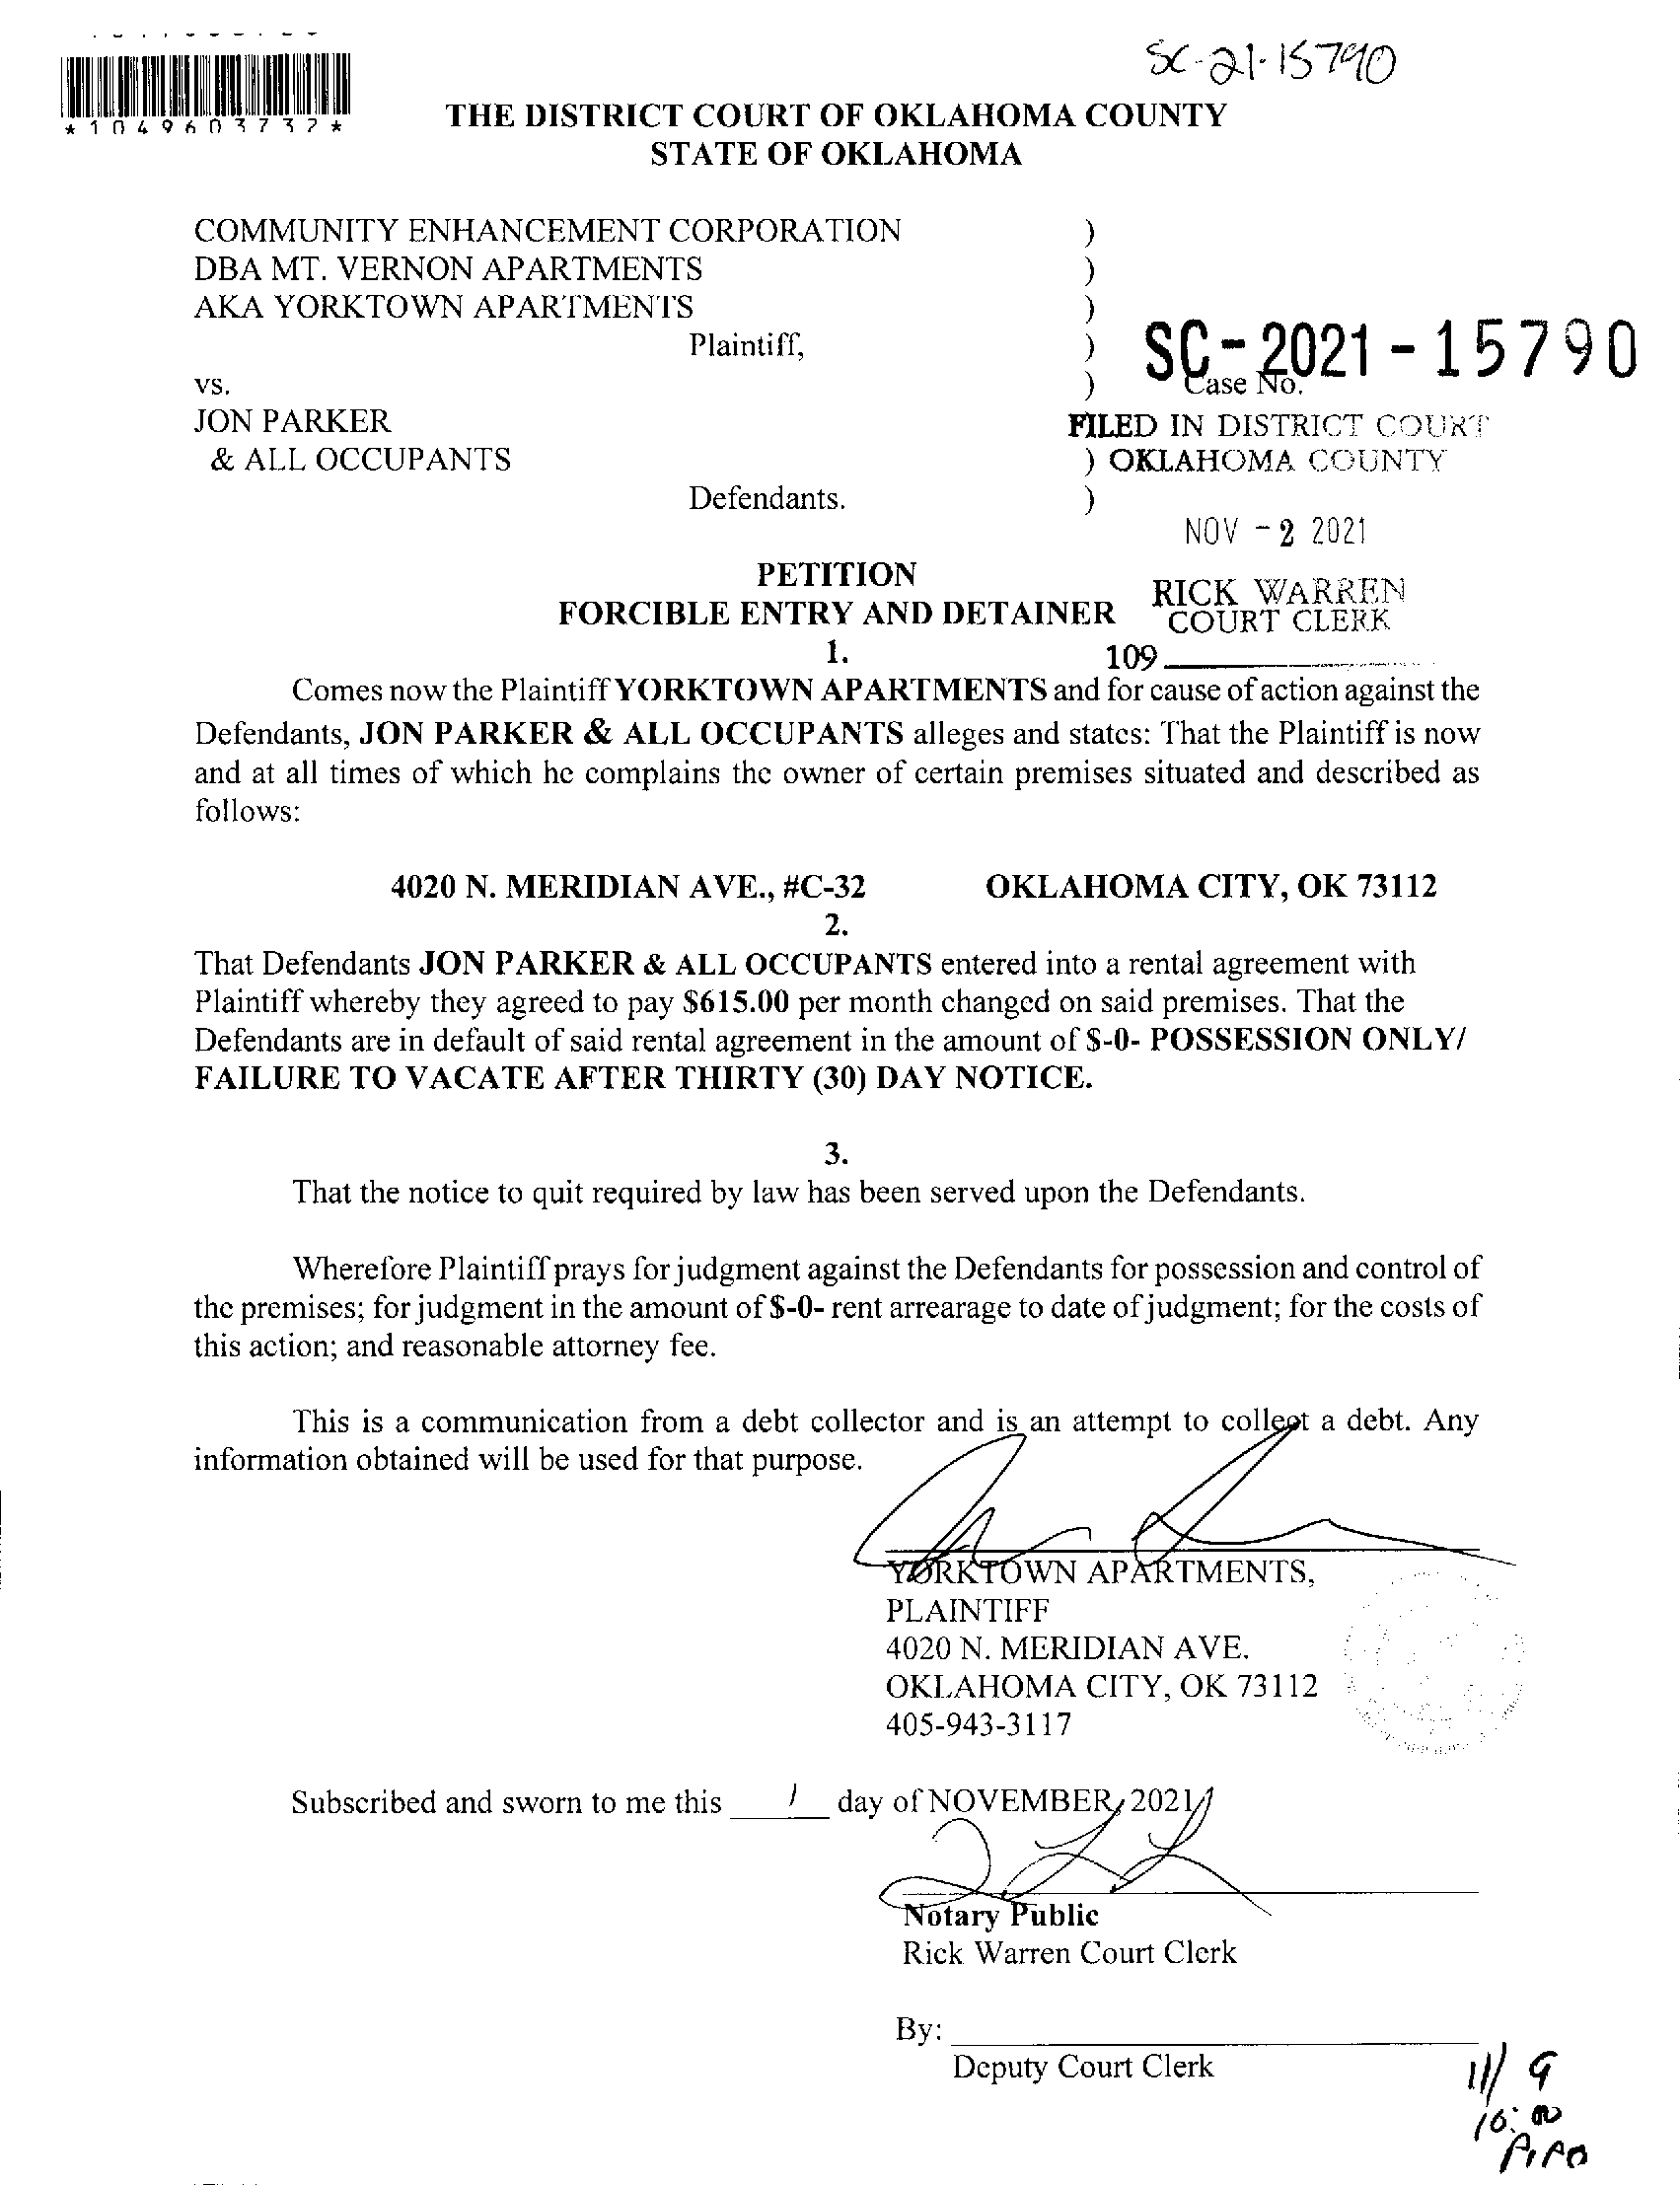 SC-21-15790
*1049603737*
THE DISTRICT COURT OF OKLAHOMA COUNTY
STATE OF OKLAHOMA
COMMUNITY ENHANCEMENT CORPORATION )
DBA MT. VERNON APARTMENTS )
AKA YORKTOWN APARTMENTS )
Plaintiff, ) SC-2021-15790
vs. ) Case No.
JON PARKER FILED IN DISTRICT COURT
& ALL OCCUPANTS ) OKLAHOMA COUNTY
Defendants. )
NOV - 2 2021
PETITION
RICK WARREN
FORCIBLE ENTRY AND DETAINER COURT CLERK
1. 109
Comes now the Plaintiff YORKTOWN APARTMENTS and for cause of action against the
Defendants, JON PARKER & ALL OCCUPANTS alleges and states: That the Plaintiff is now
and at all times of which he complains the owner of certain premises situated and described as
follows:
4020 N. MERIDIAN AVE., #C-32 OKLAHOMA CITY, OK 73112
2.
That Defendants JON PARKER & ALL OCCUPANTS entered into a rental agreement with
Plaintiff whereby they agreed to pay $615.00 per month changed on said premises. That the
Defendants are in default of said rental agreement in the amount of $-0- POSSESSION ONLY/
FAILURE TO VACATE AFTER THIRTY (30) DAY NOTICE.
3.
That the notice to quit required by law has been served upon the Defendants.
Wherefore Plaintiff prays for judgment against the Defendants for possession and control of
the premises; for judgment in the amount of $-0- rent arrearage to date of judgment; for the costs of
this action; and reasonable attorney fee.
This is a communication from a debt collector and is an attempt to collect a debt. Any
information obtained will be used for that purpose.
YORKTOWN APARTMENTS,
PLAINTIFF
4020 N. MERIDIAN AVE.
OKLAHOMA CITY, OK 73112
405-943-3117
Subscribed and sworn to me this 1 day of NOVEMBER, 2021
Notary Public
Rick Warren Court Clerk
By:
Deputy Court Clerk
11/9
10:00